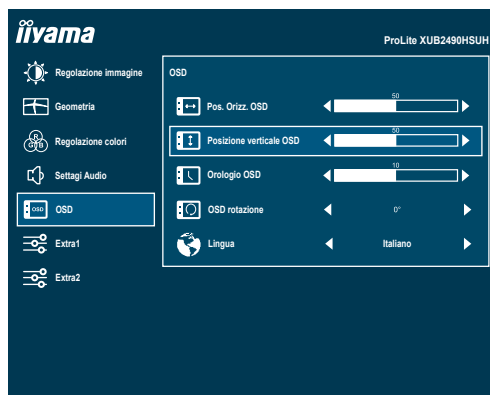 iiyama
ProLite XUB2490HSUH
Regolazione immagine
Geometria
Regolazione colori
R
G B
Settagi Audio
OSD
OSD
Extra1
Extra2
OSD
Pos. Orizz. OSD
50
Posizione verticale OSD
50
Orologio OSD
10
OSD rotazione
0°
Lingua
Italiano